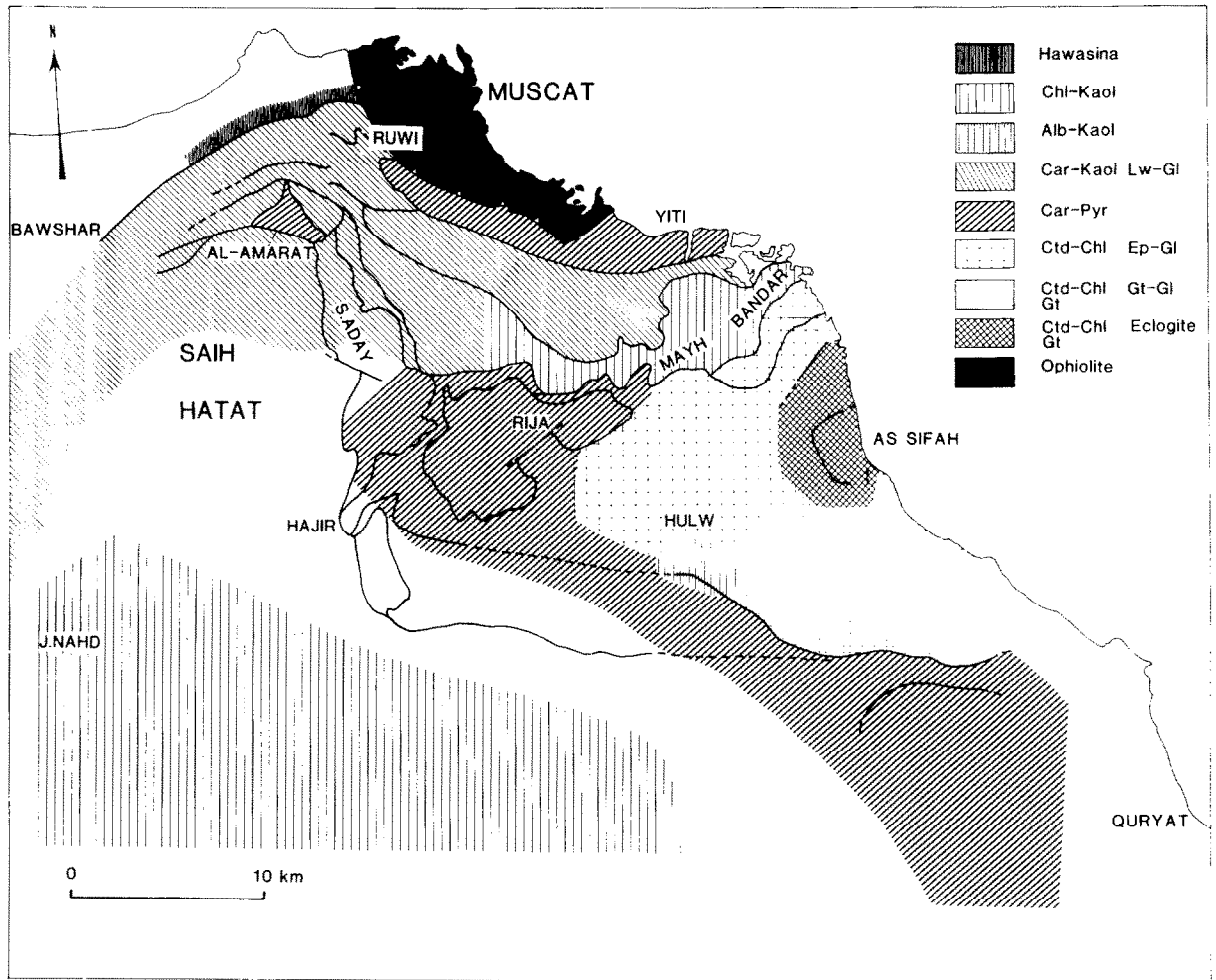 N
MUSCAT
RUWI
BAWSHAR
AL-AMARAT
YITI
S.ADAY
BANDAR
MAYH
SAIH
HATAT
RIJA
AS SIFAH
HAJIR
HULW
J.NAHD
QURYAT
0 10 km
Hawasina
Chl-Kaol
Alb-Kaol
Car-Kaol Lw-Gl
Car-Pyr
Ctd-Chl Ep-Gl
Ctd-Chl Gt-Gl
Gt
Ctd-Chl Eclogite
Gt
Ophiolite